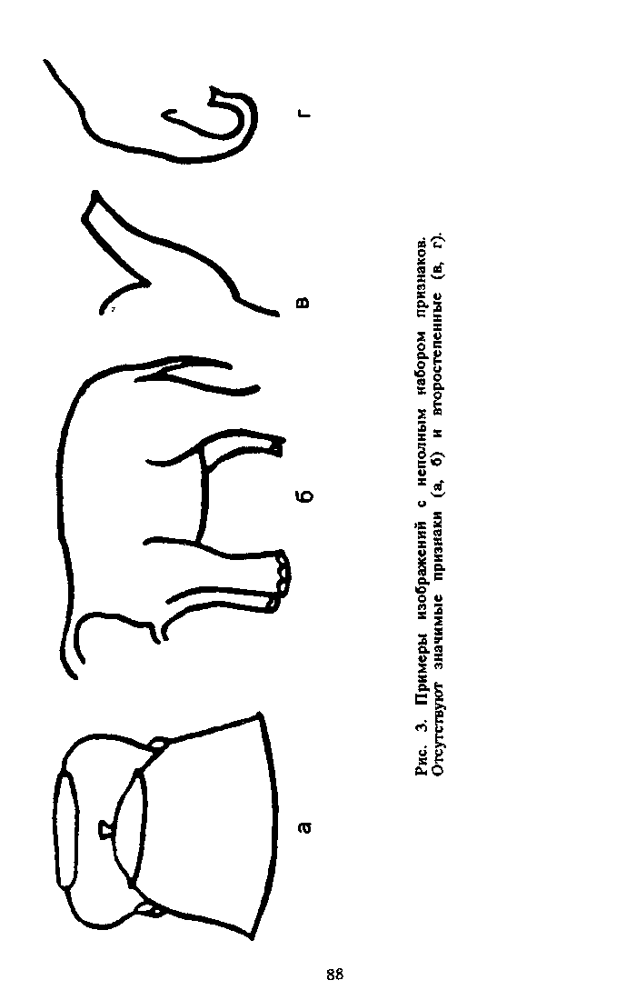 а
б
в
г
Рис. 3. Примеры изображений с неполным набором признаков.
Отсутствуют значимые признаки (а, б) и второстепенные (в, г).
88